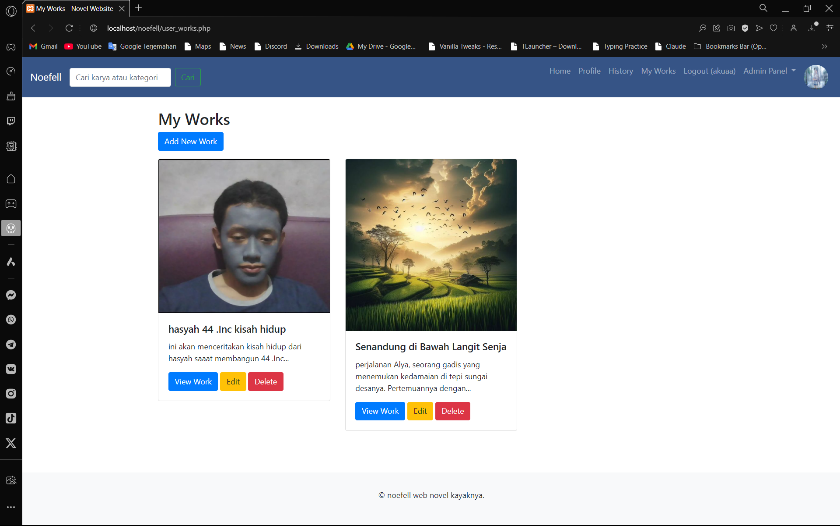 My Works - Novel Website
localhost/noefell/user_works.php
Gmail
YouTube
Google Terjemahan
Maps
News
Discord
Downloads
My Drive - Google...
Vanilla Tweaks - Res...
TLauncher – Downl...
Typing Practice
Claude
Bookmarks Bar (Op...
Noefell
Cari karya atau kategori
Cari
Home
Profile
History
My Works
Logout (akuaa)
Admin Panel
My Works
Add New Work
hasyah 44 .Inc kisah hidup
ini akan menceritakan kisah hidup dari
hasyah saaat membangun 44 .Inc...
View Work
Edit
Delete
Senandung di Bawah Langit Senja
perjalanan Alya, seorang gadis yang
menemukan kedamaian di tepi sungai
desanya. Pertemuannya dengan...
View Work
Edit
Delete
© noefell web novel kayaknya.